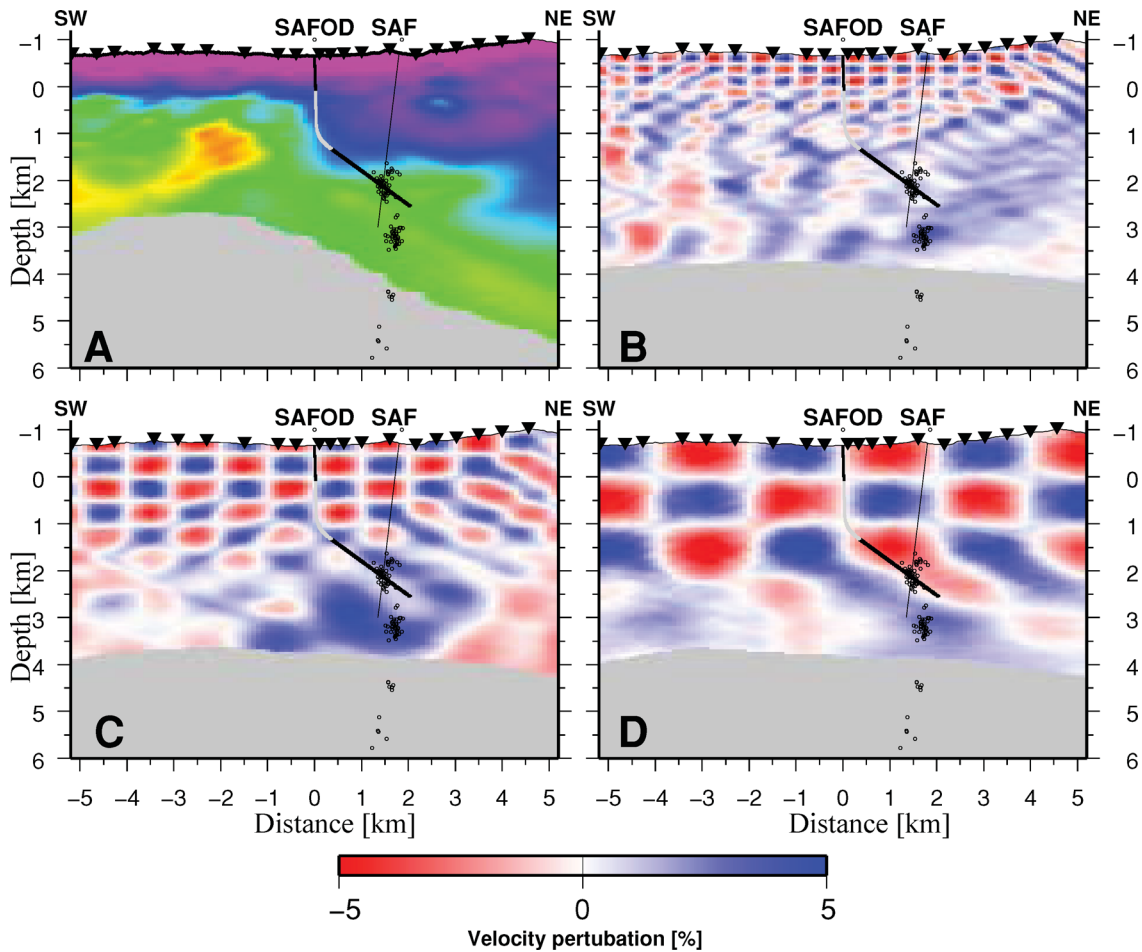 SW SAFOD SAF NE
−1 −1
0 0
1 1
2 2
3 3
4 4
5 5
6 6
Depth [km]
A B
SW SAFOD SAF NE SW SAFOD SAF NE
−1 −1
0 0
1 1
2 2
3 3
4 4
5 5
6 6
Depth [km]
C D
−5 −4 −3 −2 −1 0 1 2 3 4 5 −5 −4 −3 −2 −1 0 1 2 3 4 5
Distance [km] Distance [km]
−5 0 5
Velocity pertubation [%]